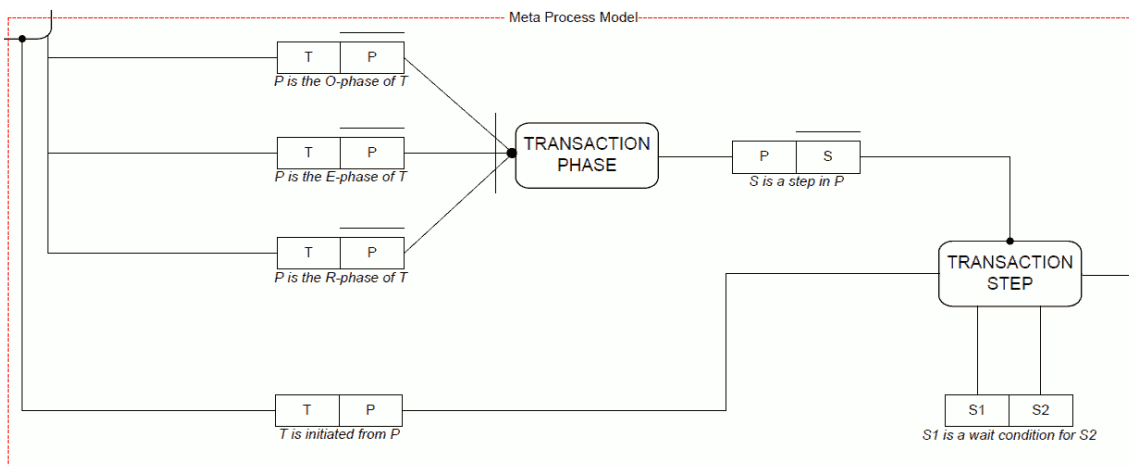 Meta Process Model
T P
P is the O-phase of T
T P
P is the E-phase of T
TRANSACTION
PHASE
P S
S is a step in P
T P
P is the R-phase of T
TRANSACTION
STEP
T P
T is initiated from P
S1 S2
S1 is a wait condition for S2